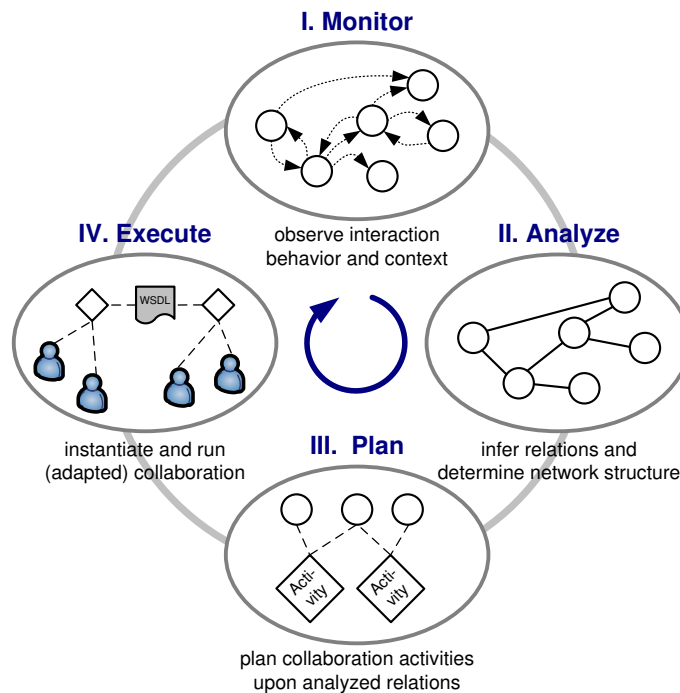 I. Monitor
observe interaction
behavior and context
II. Analyze
infer relations and
determine network structure
III. Plan
Acti-
vity
Acti-
vity
plan collaboration activities
upon analyzed relations
IV. Execute
WSDL
instantiate and run
(adapted) collaboration